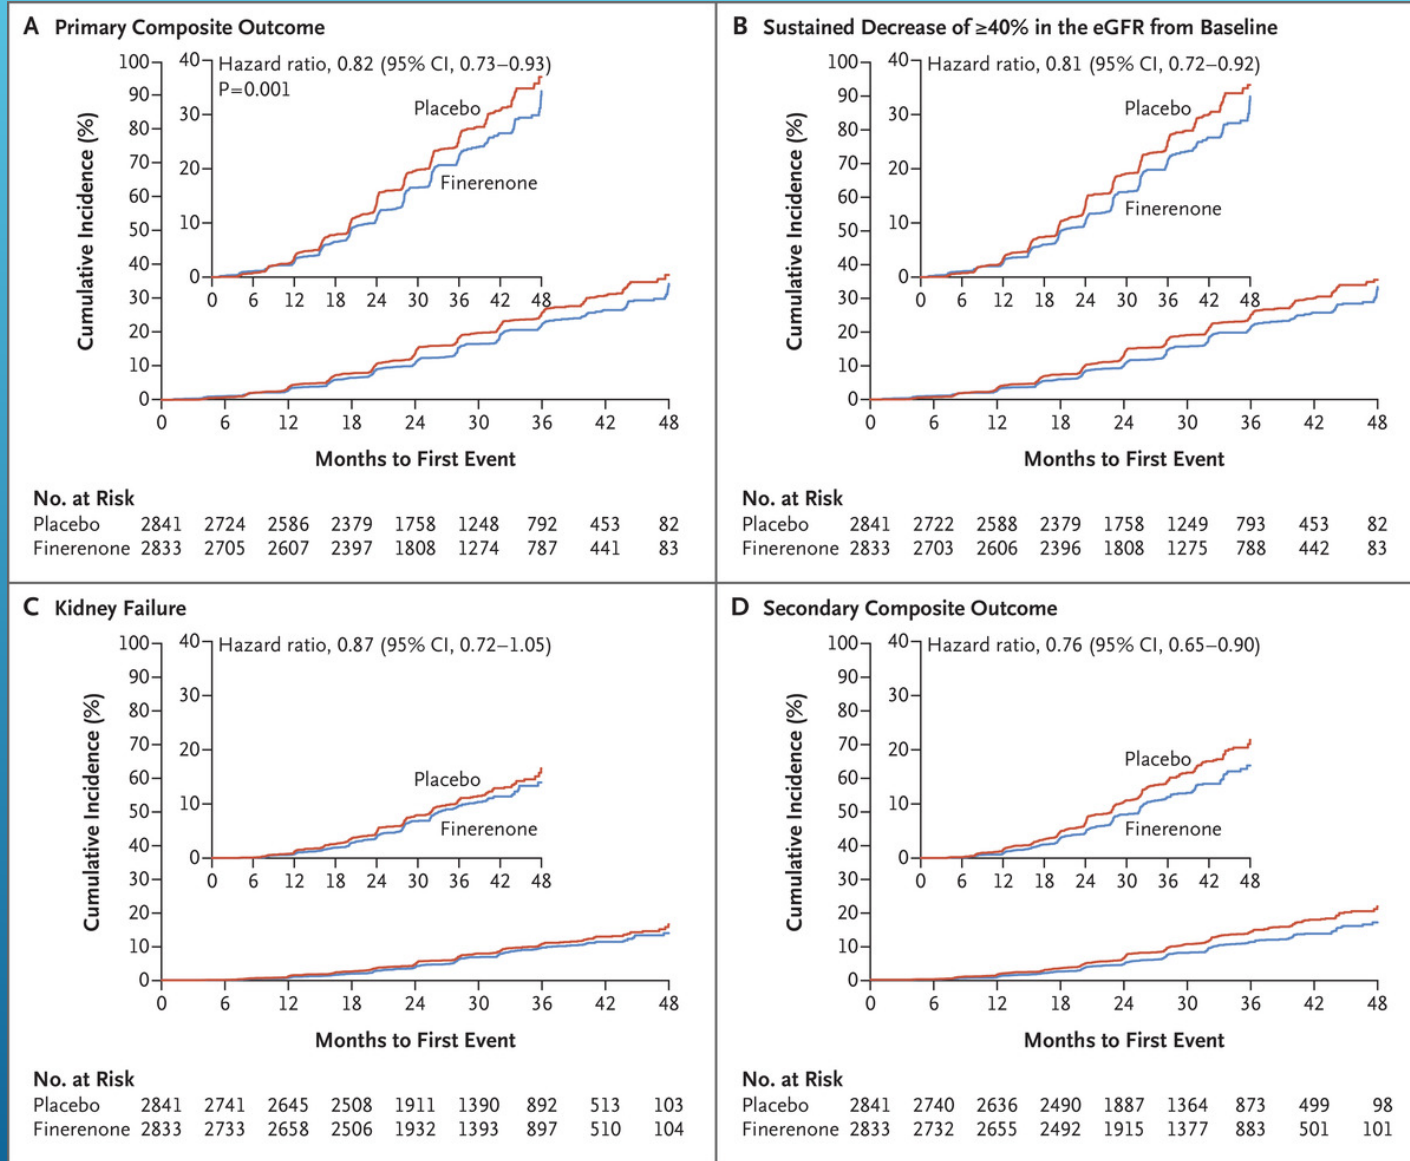 A Primary Composite Outcome
Cumulative Incidence (%)
100
90
80
70
60
50
40
30
20
10
0
40
30
20
10
0
Hazard ratio, 0.82 (95% CI, 0.73–0.93)
P=0.001
Placebo
Finerenone
0 6 12 18 24 30 36 42 48
0 6 12 18 24 30 36 42 48
Months to First Event
No. at Risk
Placebo 2841 2724 2586 2379 1758 1248 792 453 82
Finerenone 2833 2705 2607 2397 1808 1274 787 441 83
B Sustained Decrease of ≥40% in the eGFR from Baseline
Cumulative Incidence (%)
100
90
80
70
60
50
40
30
20
10
0
40
30
20
10
0
Hazard ratio, 0.81 (95% CI, 0.72–0.92)
Placebo
Finerenone
0 6 12 18 24 30 36 42 48
0 6 12 18 24 30 36 42 48
Months to First Event
No. at Risk
Placebo 2841 2722 2588 2379 1758 1249 793 453 82
Finerenone 2833 2703 2606 2396 1808 1275 788 442 83
C Kidney Failure
Cumulative Incidence (%)
100
90
80
70
60
50
40
30
20
10
0
40
30
20
10
0
Hazard ratio, 0.87 (95% CI, 0.72–1.05)
Placebo
Finerenone
0 6 12 18 24 30 36 42 48
0 6 12 18 24 30 36 42 48
Months to First Event
No. at Risk
Placebo 2841 2741 2645 2508 1911 1390 892 513 103
Finerenone 2833 2733 2658 2506 1932 1393 897 510 104
D Secondary Composite Outcome
Cumulative Incidence (%)
100
90
80
70
60
50
40
30
20
10
0
40
30
20
10
0
Hazard ratio, 0.76 (95% CI, 0.65–0.90)
Placebo
Finerenone
0 6 12 18 24 30 36 42 48
0 6 12 18 24 30 36 42 48
Months to First Event
No. at Risk
Placebo 2841 2740 2636 2490 1887 1364 873 499 98
Finerenone 2833 2732 2655 2492 1915 1377 883 501 101